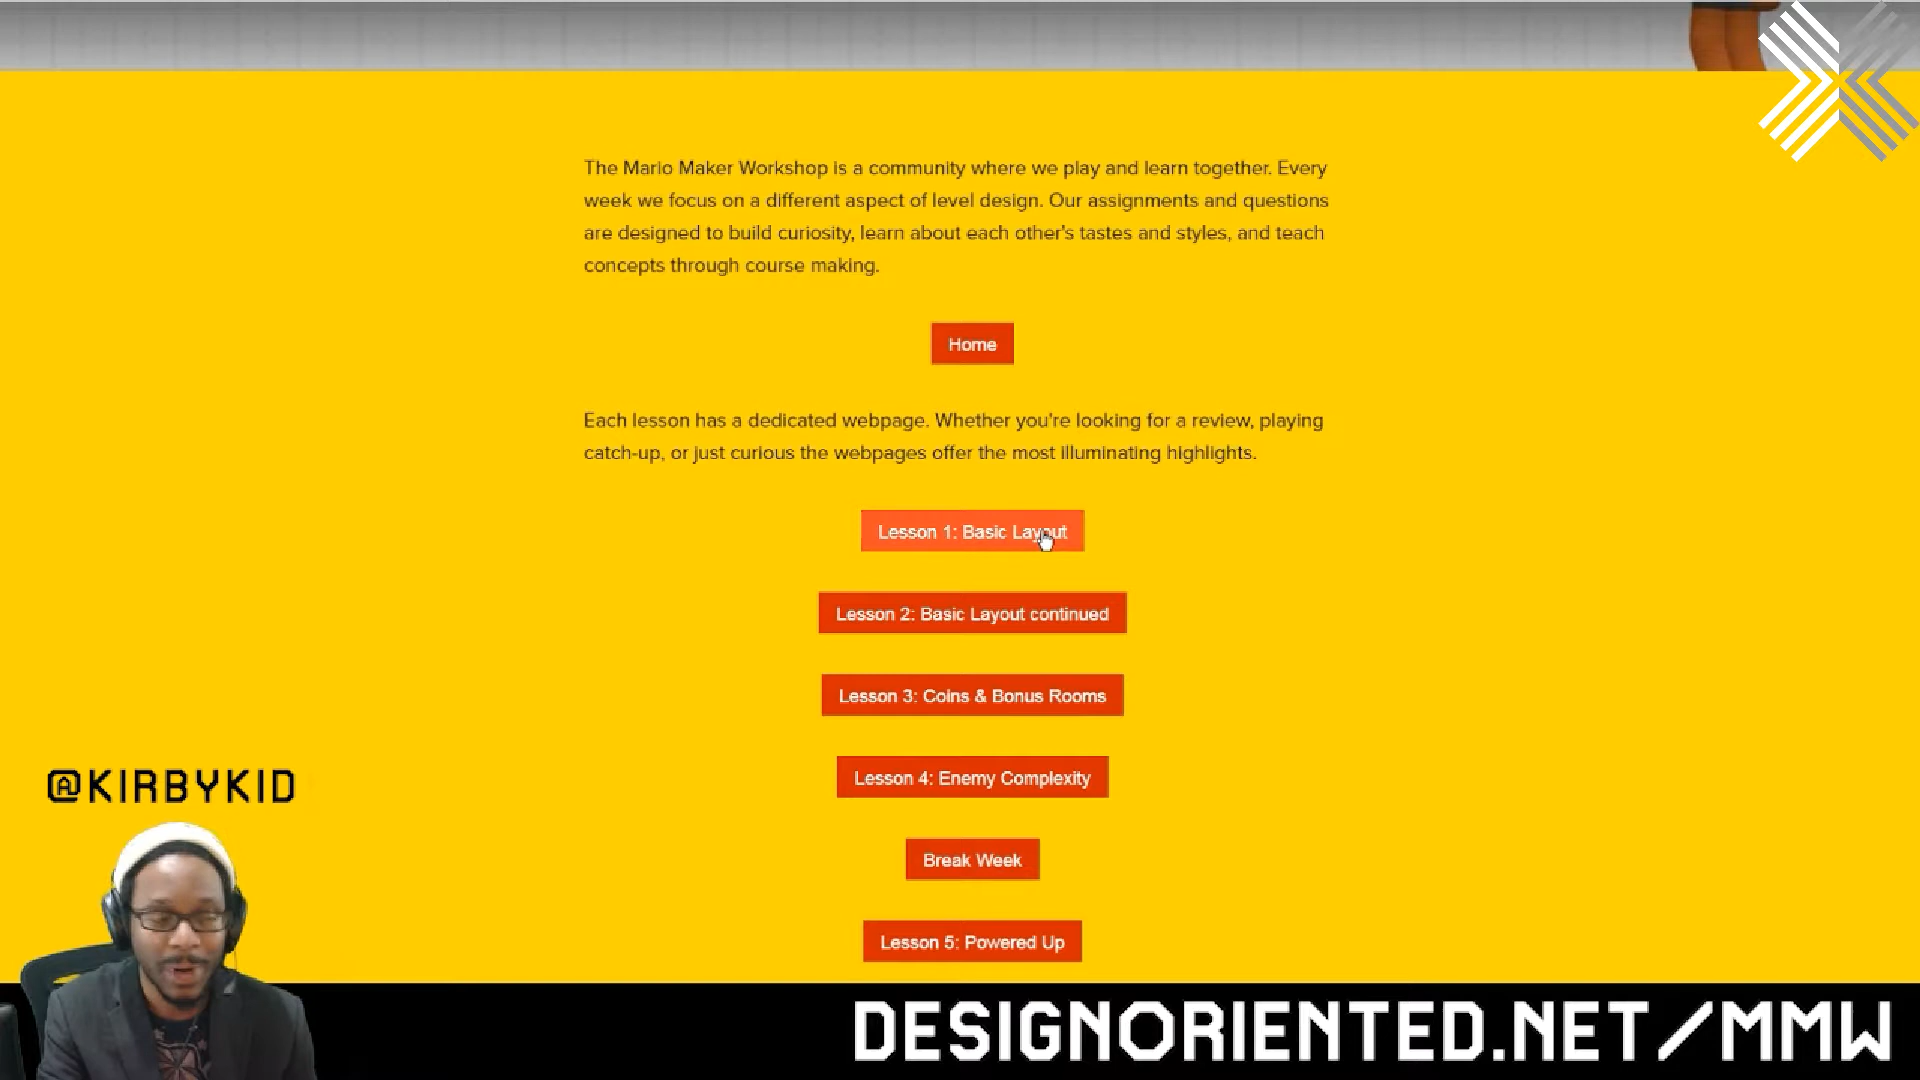 The Mario Maker Workshop is a community where we play and learn together. Every
week we focus on a different aspect of level design. Our assignments and questions
are designed to build curiosity, learn about each other's tastes and styles, and teach
concepts through course making.
Home
Each lesson has a dedicated webpage. Whether you're looking for a review, playing
catch-up, or just curious the webpages offer the most illuminating highlights.
Lesson 1: Basic Layout
Lesson 2: Basic Layout continued
Lesson 3: Coins & Bonus Rooms
Lesson 4: Enemy Complexity
Break Week
Lesson 5: Powered Up
@KIRBYKID
DESIGNORIENTED.NET/MMW